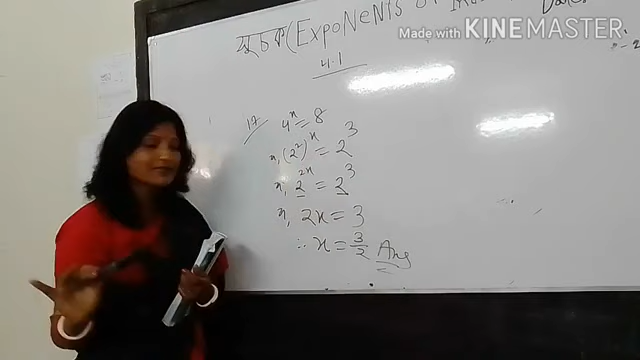 Made with KINEMASTER
সূচক (ExpoNeNts or
4.1
17 4^x = 8
বা, (2^2)^x = 2^3
বা, 2^2x = 2^3
বা, 2x = 3
∴ x = 3/2 Ans